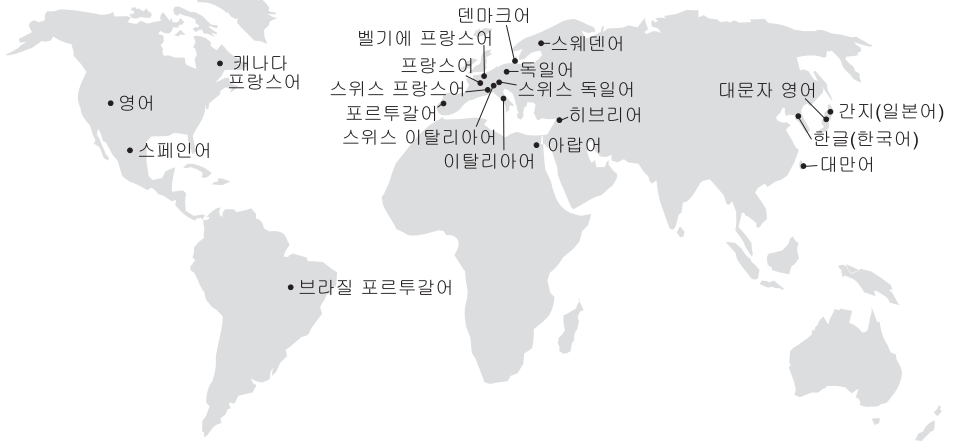 덴마크어
벨기에 프랑스어
스웨덴어
캐나다
프랑스어
프랑스어
독일어
스위스 프랑스어
스위스 독일어
대문자 영어
영어
포르투갈어
히브리어
간지(일본어)
스위스 이탈리아어
한글(한국어)
스페인어
아랍어
이탈리아어
대만어
브라질 포르투갈어